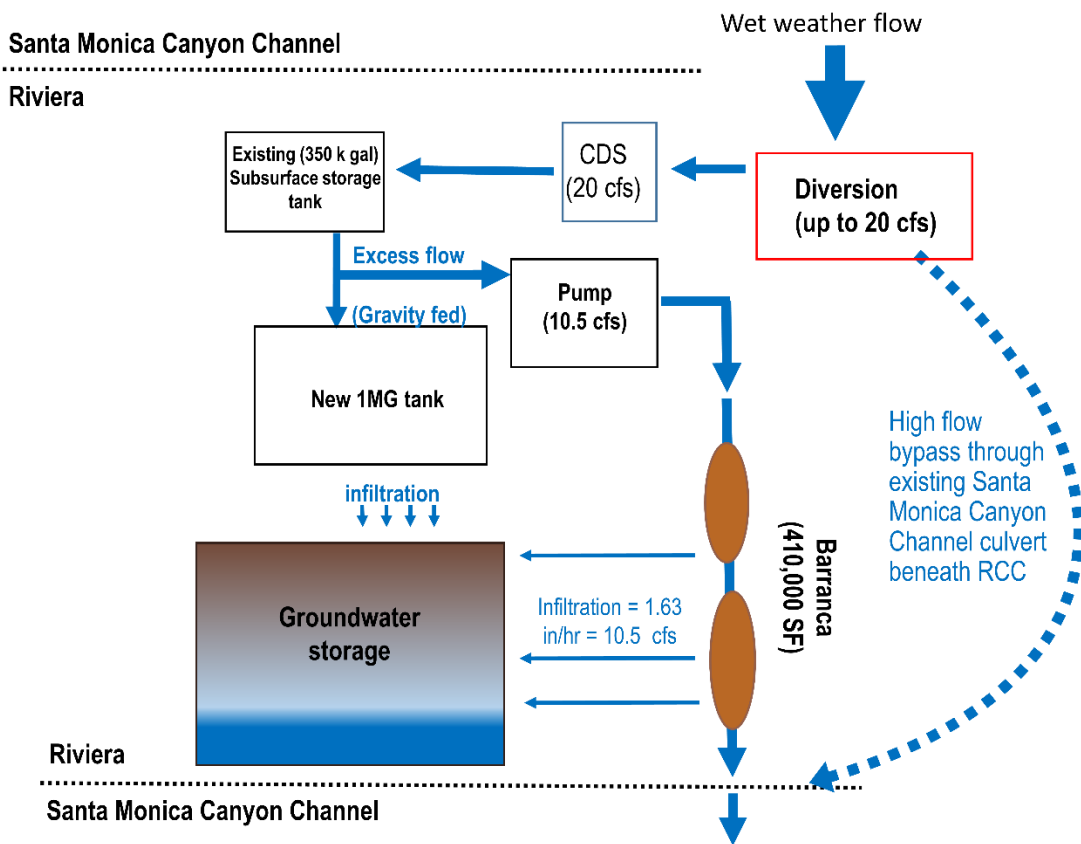 Wet weather flow
Santa Monica Canyon Channel
Riviera
Existing (350 k gal)
Subsurface storage
tank
CDS
(20 cfs)
Diversion
(up to 20 cfs)
Excess flow
(Gravity fed)
Pump
(10.5 cfs)
New 1MG tank
High flow
bypass through
existing Santa
Monica Canyon
Channel culvert
beneath RCC
infiltration
Barranca
(410,000 SF)
Groundwater
storage
Infiltration = 1.63
in/hr = 10.5 cfs
Riviera
Santa Monica Canyon Channel